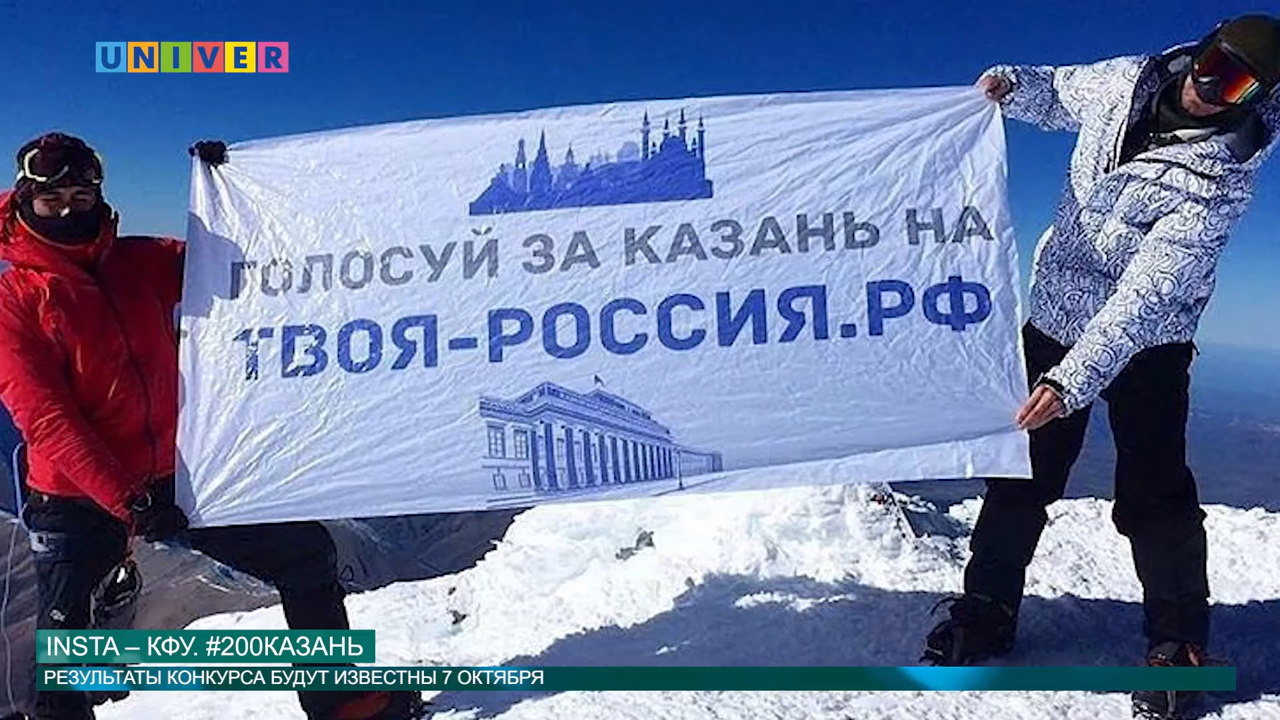 UNIVER
ГОЛОСУЙ ЗА КАЗАНЬ НА
ТВОЯ-РОССИЯ.РФ
INSTA – КФУ. #200КАЗАНЬ
РЕЗУЛЬТАТЫ КОНКУРСА БУДУТ ИЗВЕСТНЫ 7 ОКТЯБРЯ